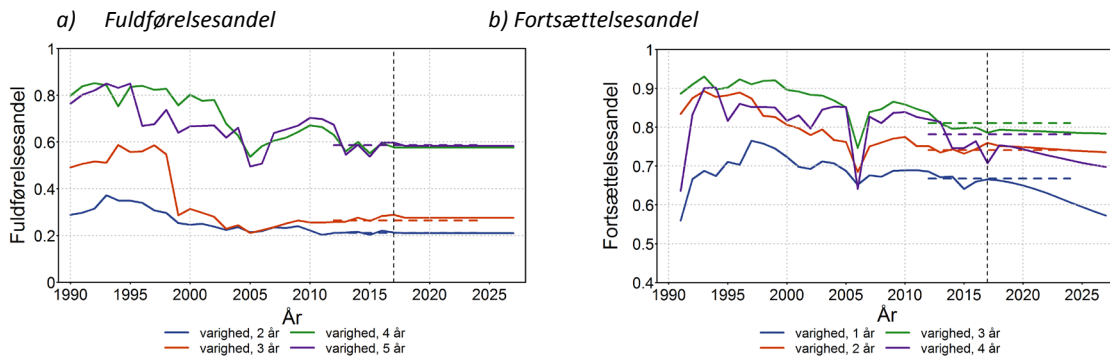 a) Fuldførelsesandel
b) Fortsættelsesandel
Fuldførelsesandel
1
0.8
0.6
0.4
0.2
0
1990 1995 2000 2005 2010 2015 2020 2025
År
varighed, 2 år varighed, 4 år
varighed, 3 år varighed, 5 år
Fortsættelsesandel
1
0.9
0.8
0.7
0.6
0.5
0.4
1990 1995 2000 2005 2010 2015 2020 2025
År
varighed, 1 år varighed, 3 år
varighed, 2 år varighed, 4 år